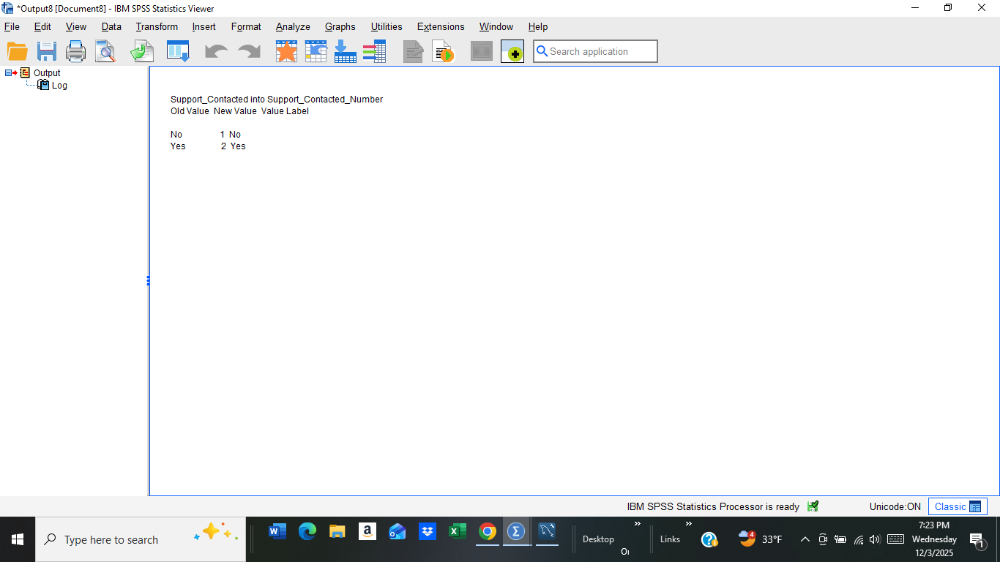 *Output8 [Document8] - IBM SPSS Statistics Viewer
File Edit View Data Transform Insert Format Analyze Graphs Utilities Extensions Window Help
Search application
Output
Log
Support_Contacted into Support_Contacted_Number
Old Value New Value Value Label
No 1 No
Yes 2 Yes
IBM SPSS Statistics Processor is ready
Unicode:ON
Classic
Type here to search
Desktop
Links
4
33°F
7:23 PM
Wednesday
12/3/2025
1